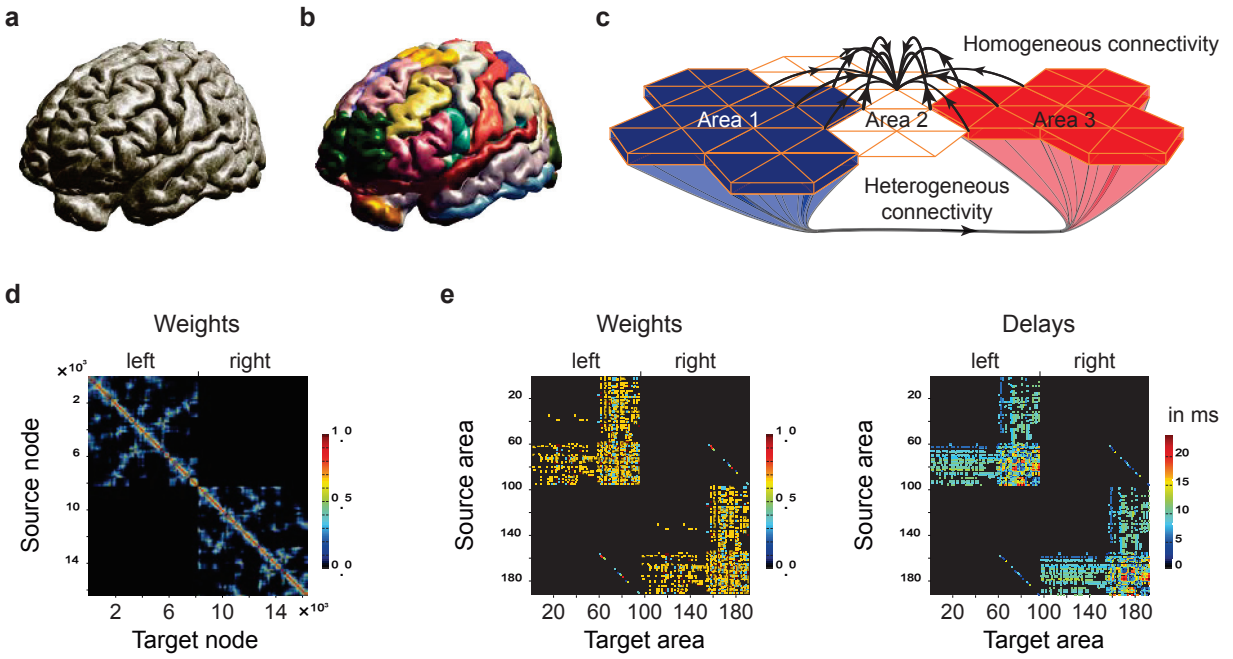 a
b
c
Homogeneous connectivity
Area 1
Area 2
Area 3
Heterogeneous
connectivity
d
Weights
left
right
×10³
2
6
10
14
Source node
2
6
10
14
×10³
Target node
1.0
0.5
0.0
e
Weights
left
right
20
60
100
140
180
Source area
20
60
100
140
180
Target area
1.0
0.5
0.0
Delays
left
right
20
60
100
140
180
Source area
20
60
100
140
180
Target area
in ms
20
15
10
5
0